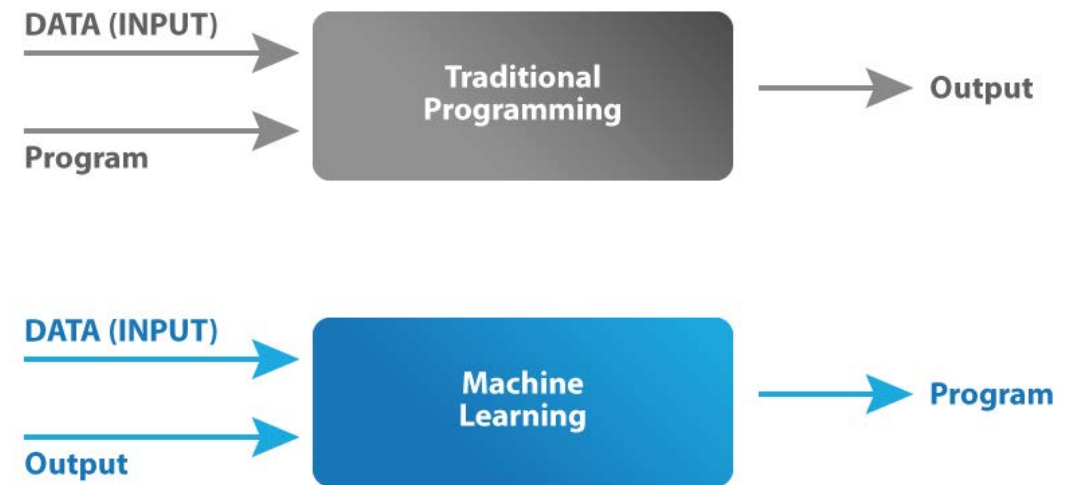 DATA (INPUT)
Program
Traditional
Programming
Output
DATA (INPUT)
Output
Machine
Learning
Program